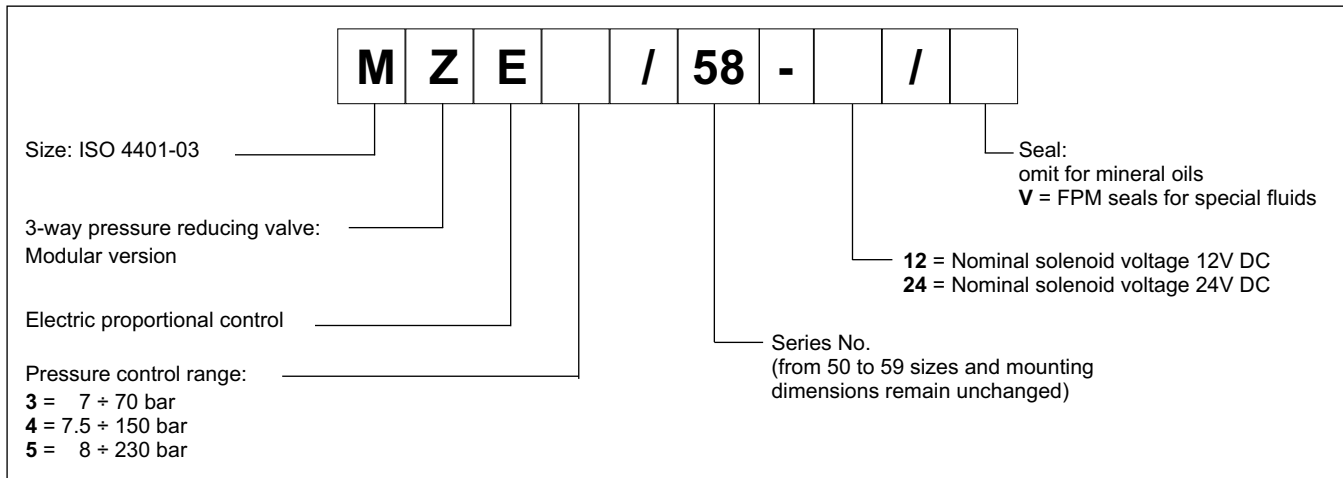 M Z E / 58 - /
Size: ISO 4401-03
3-way pressure reducing valve:
Modular version
Electric proportional control
Pressure control range:
3 = 7 ÷ 70 bar
4 = 7.5 ÷ 150 bar
5 = 8 ÷ 230 bar
Seal:
omit for mineral oils
V = FPM seals for special fluids
12 = Nominal solenoid voltage 12V DC
24 = Nominal solenoid voltage 24V DC
Series No.
(from 50 to 59 sizes and mounting
dimensions remain unchanged)